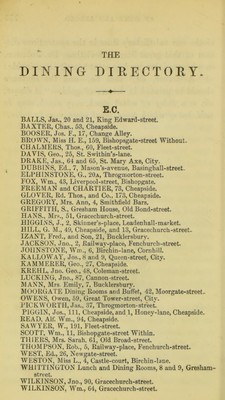 THE
DINING DIRECTORY.
E.C.
BALLS, Jas., 20 and 21, King Edward-street.
BAXTER, Chas., 53, Cheapside.
BOOSER, Jos. F., 17, Change Alley.
BROWN, Miss H. E., 159, Bishopsgate-street Without.
CHALMERS, Thos., 60, Fleet-street.
DAVIS, Geo., 25, St. Swithin's-lane.
DRAKE, Jas., 64 and 65, St. Mary Axe, City.
DUBBINS, Ed., 7, Mason's-avenue, Basinghall-street.
ELPHINSTONE, G., 20A, Throgmorton-street.
FOX, Wm., 43, Liverpool-street, Bishopgate.
FREEMAN and CHARTIER, 73, Cheapside.
GLOVER, Rd. Thos., and Co., 173, Cheapside.
GREGORY, Mrs. Ann, 4, Smithfield Bars.
GRIFFITH, S., Gresham House, Old Bond-street.
HANS., Mrs., 51, Gracechurch-street.
HIGGINS, J., 2, Skinner's-place, Leadenhall-market.
HILL, G. M., 49, Cheapside, and 13, Gracechurch-street.
IZANT, Fred., and Son, 21, Bucklersbury.
JACKSON, Jno., 2, Railway-place, Fenchurch-street.
JOHNSTONE, Wm., 6, Birchin-lane, Cornhill.
KALLOWAY, Jos., 8 and 9, Queen-street, City.
KAMMERER, Geo., 27, Cheapside.
KREHL, Jno. Geo., 48, Coleman-street.
LUCKING, Jno., 87, Cannon-street.
MANN, Mrs. Emily, 7, Bucklersbury.
MOORGATE Dining Rooms and Buffet, 42, Moorgate-street.
OWENS, Owen, 59, Great Tower-street, City.
PICKWORTH, Jas., 37, Throgmorton-street.
PIGGIN, Jos., 111, Cheapside, and 1, Honey-lane, Cheapside.
READ, Alf. Wm., 94, Cheapside.
SAWYER, W., 191, Fleet-street.
SCOTT, Wm., 11, Bishopgate-street Within.
THIERS, Mrs. Sarah, 61, Old Broad-street.
THOMPSON, Rob., 5, Railway-place, Fenchurch-street.
WEST, Ed., 26, Newgate-street.
WESTON, Miss L., 4, Castle-court, Birchin-lane.
WHITTINGTON Lunch and Dining Rooms, 8 and 9, Gresham-
street.
WILKINSON, Jno., 90, Gracechurch-street.
WILKINSON, Wm., 64, Gracechurch-street.